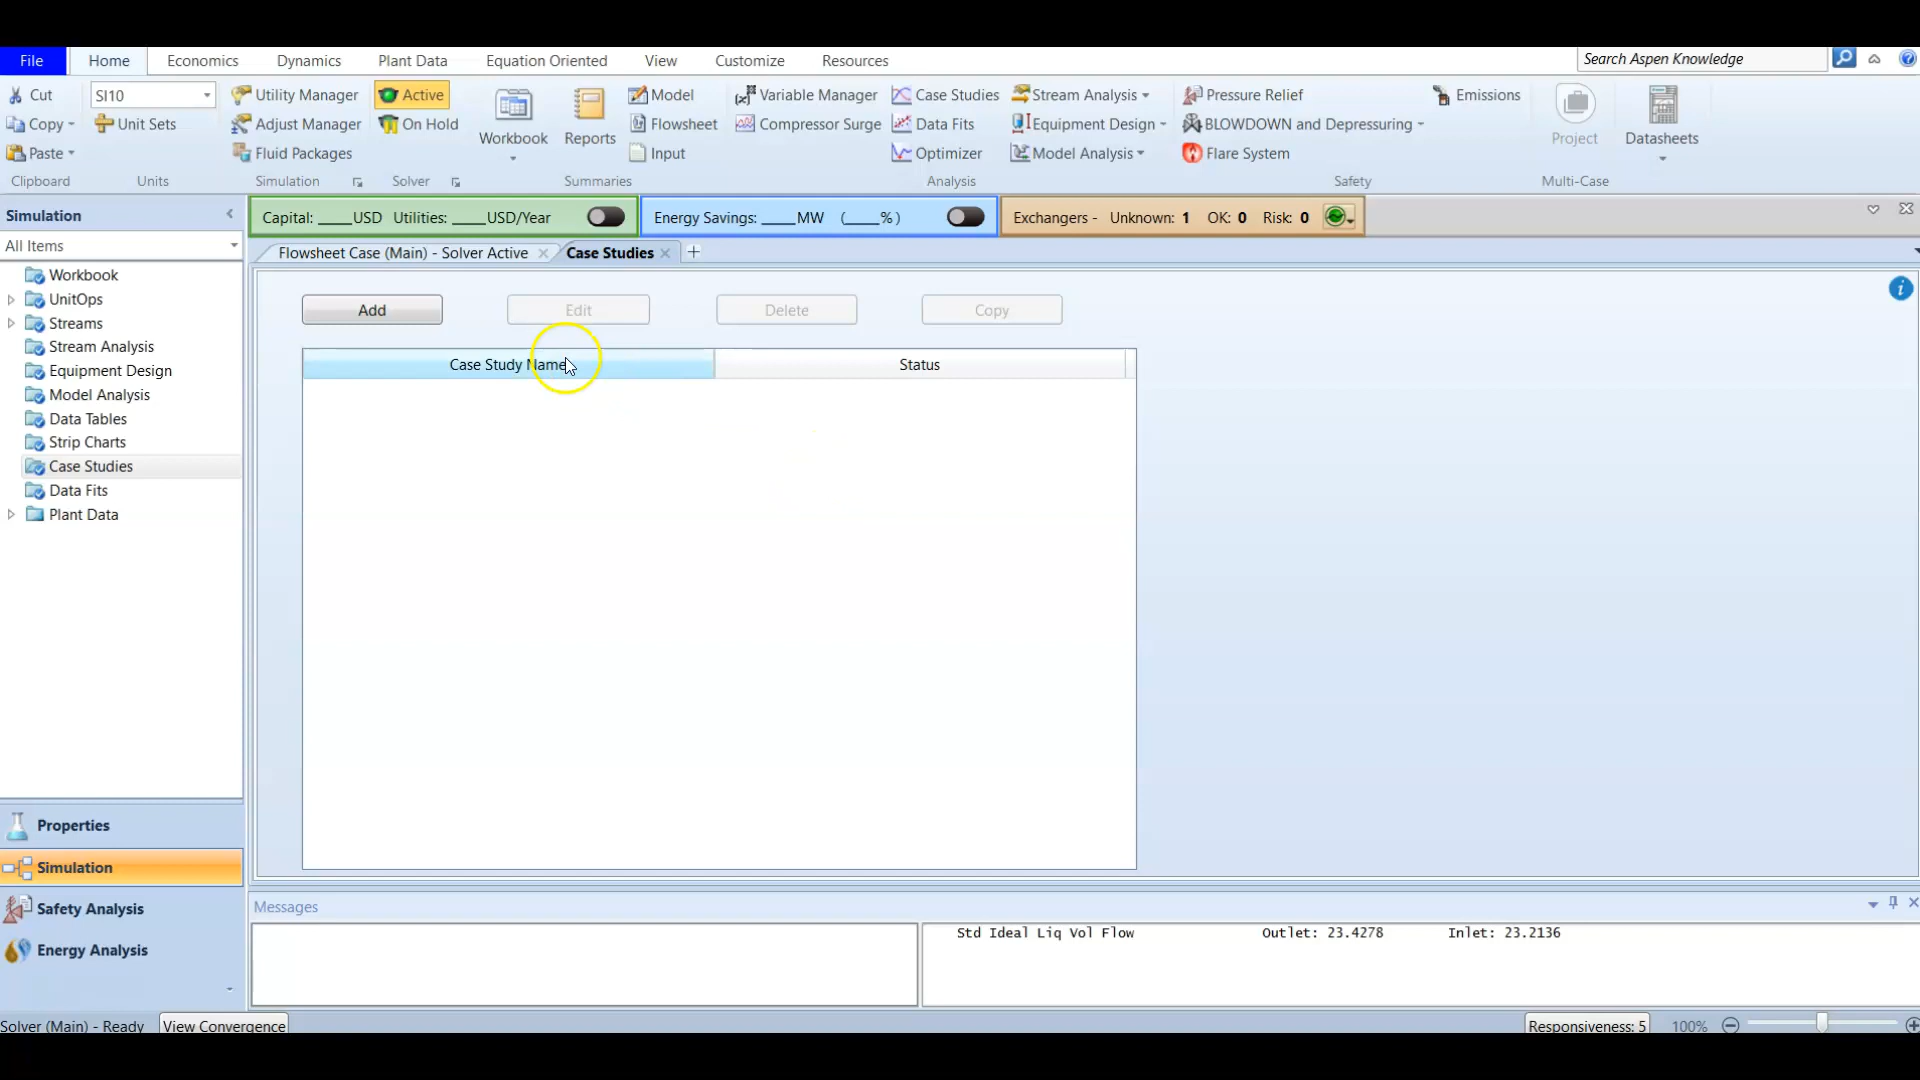 File Home Economics Dynamics Plant Data Equation Oriented View Customize Resources Search Aspen Knowledge
Cut SI10 Utility Manager Active Model Variable Manager Case Studies Stream Analysis Pressure Relief Emissions
Copy Unit Sets Adjust Manager On Hold Workbook Reports Flowsheet Compressor Surge Data Fits Equipment Design BLOWDOWN and Depressuring Project Datasheets
Paste Fluid Packages Input Optimizer Model Analysis Flare System
Clipboard Units Simulation Solver Summaries Analysis Safety Multi-Case
Simulation Capital: ____USD Utilities: ____USD/Year Energy Savings: ____MW (____%) Exchangers - Unknown: 1 OK: 0 Risk: 0
All Items Flowsheet Case (Main) - Solver Active Case Studies
Workbook
UnitOps
Streams
Stream Analysis
Equipment Design
Model Analysis
Data Tables
Strip Charts
Case Studies
Data Fits
Plant Data
Add Edit Delete Copy
Case Study Name Status
Properties
Simulation
Safety Analysis
Energy Analysis
Messages
Std Ideal Liq Vol Flow Outlet: 23.4278 Inlet: 23.2136
Solver (Main) - Ready View Convergence Responsiveness: 5 100%